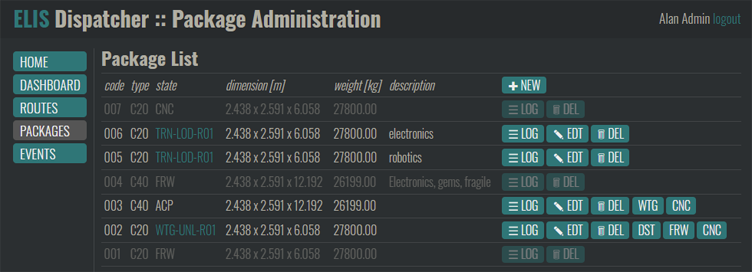 ELIS Dispatcher :: Package Administration
Alan Admin logout
HOME
DASHBOARD
ROUTES
PACKAGES
EVENTS
Package List
code type state dimension [m] weight [kg] description NEW
007 C20 CNC 2.438 x 2.591 x 6.058 27800.00 LOG DEL
006 C20 TRN-LOD-R01 2.438 x 2.591 x 6.058 27800.00 electronics LOG EDT DEL
005 C20 TRN-LOD-R01 2.438 x 2.591 x 6.058 27800.00 robotics LOG EDT DEL
004 C40 FRW 2.438 x 2.591 x 12.192 26199.00 Electronics, gems, fragile LOG DEL
003 C40 ACP 2.438 x 2.591 x 12.192 26199.00 LOG EDT DEL WTG CNC
002 C20 WTG-UNL-R01 2.438 x 2.591 x 6.058 27800.00 LOG EDT DEL DST FRW CNC
001 C20 FRW 2.438 x 2.591 x 6.058 27800.00 LOG DEL